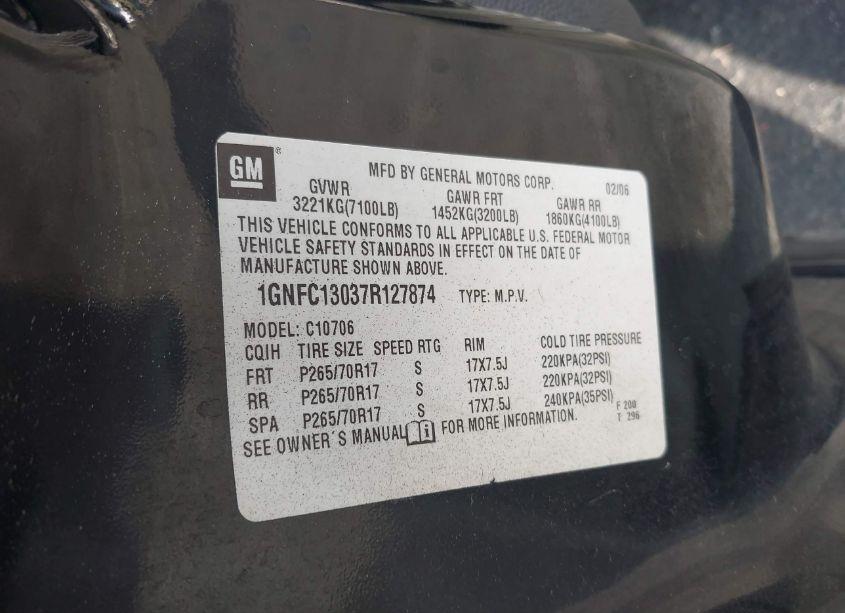 GM® MFD BY GENERAL MOTORS CORP. 02/06
GVWR GAWR FRT GAWR RR
3221KG(7100LB) 1452KG(3200LB) 1860KG(4100LB)
THIS VEHICLE CONFORMS TO ALL APPLICABLE U.S. FEDERAL MOTOR
VEHICLE SAFETY STANDARDS IN EFFECT ON THE DATE OF
MANUFACTURE SHOWN ABOVE.
1GNFC13037R127874 TYPE: M.P.V.
MODEL: C10706
CQIH TIRE SIZE SPEED RTG RIM COLD TIRE PRESSURE
FRT P265/70R17 S 17X7.5J 220KPA(32PSI)
RR P265/70R17 S 17X7.5J 220KPA(32PSI)
SPA P265/70R17 S 17X7.5J 240KPA(35PSI)
SEE OWNER´S MANUAL i FOR MORE INFORMATION.
F 200
T 296